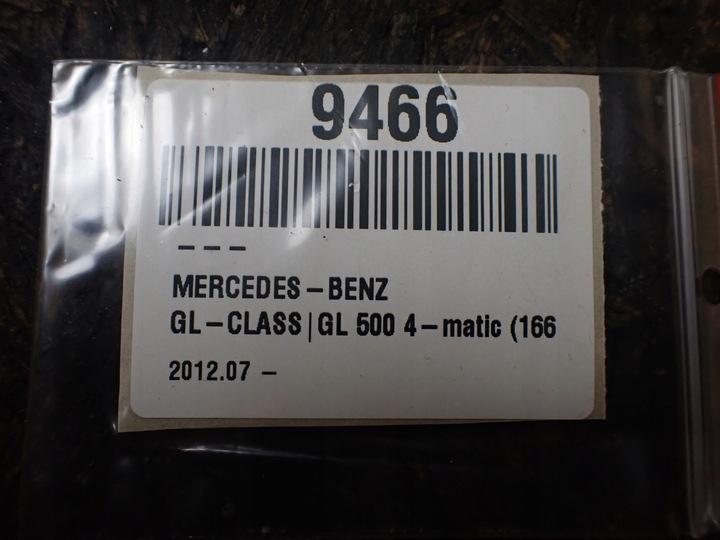 9466
---
MERCEDES-BENZ
GL-CLASS|GL 500 4-matic (166
2012.07 -